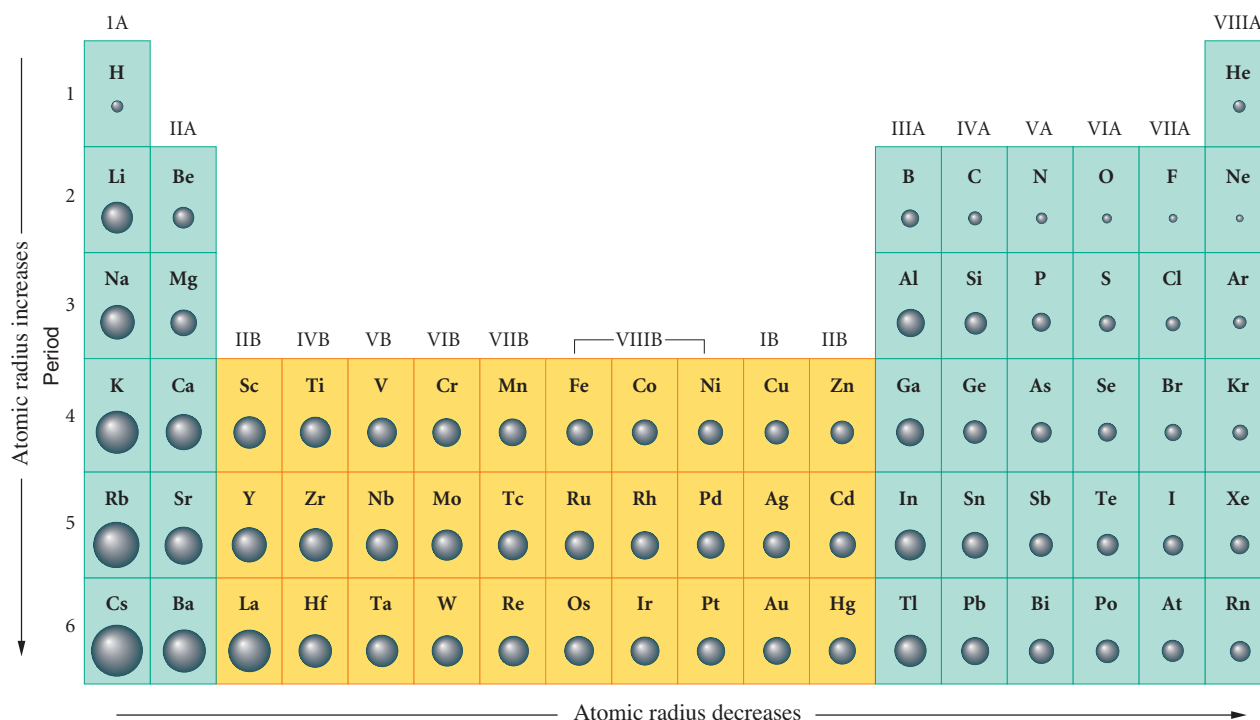 1A VIIIA
H He
1
IIA IIIA IVA VA VIA VIIA
Li Be B C N O F Ne
2
Na Mg Al Si P S Cl Ar
3
IIB IVB VB VIB VIIB VIIIB IB IIB
K Ca Sc Ti V Cr Mn Fe Co Ni Cu Zn Ga Ge As Se Br Kr
4
Rb Sr Y Zr Nb Mo Tc Ru Rh Pd Ag Cd In Sn Sb Te I Xe
5
Cs Ba La Hf Ta W Re Os Ir Pt Au Hg Tl Pb Bi Po At Rn
6
Atomic radius increases
Period
Atomic radius decreases